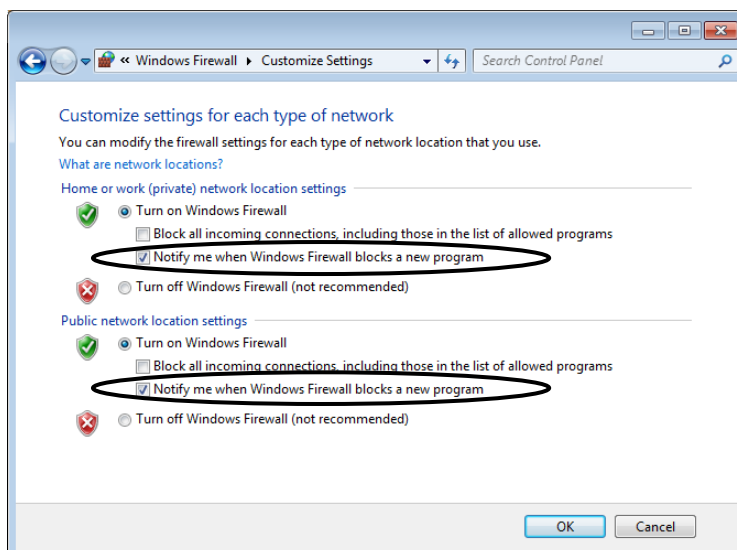 « Windows Firewall ▸ Customize Settings
Search Control Panel
Customize settings for each type of network
You can modify the firewall settings for each type of network location that you use.
What are network locations?
Home or work (private) network location settings
Turn on Windows Firewall
Block all incoming connections, including those in the list of allowed programs
Notify me when Windows Firewall blocks a new program
Turn off Windows Firewall (not recommended)
Public network location settings
Turn on Windows Firewall
Block all incoming connections, including those in the list of allowed programs
Notify me when Windows Firewall blocks a new program
Turn off Windows Firewall (not recommended)
OK
Cancel